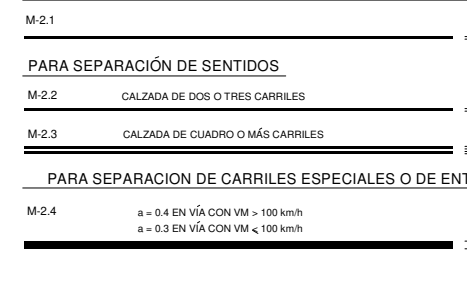 M-2.1
PARA SEPARACIÓN DE SENTIDOS
M-2.2 CALZADA DE DOS O TRES CARRILES
M-2.3 CALZADA DE CUADRO O MÁS CARRILES
PARA SEPARACION DE CARRILES ESPECIALES O DE ENT
M-2.4 a = 0.4 EN VÍA CON VM > 100 km/h
a = 0.3 EN VÍA CON VM ≤ 100 km/h